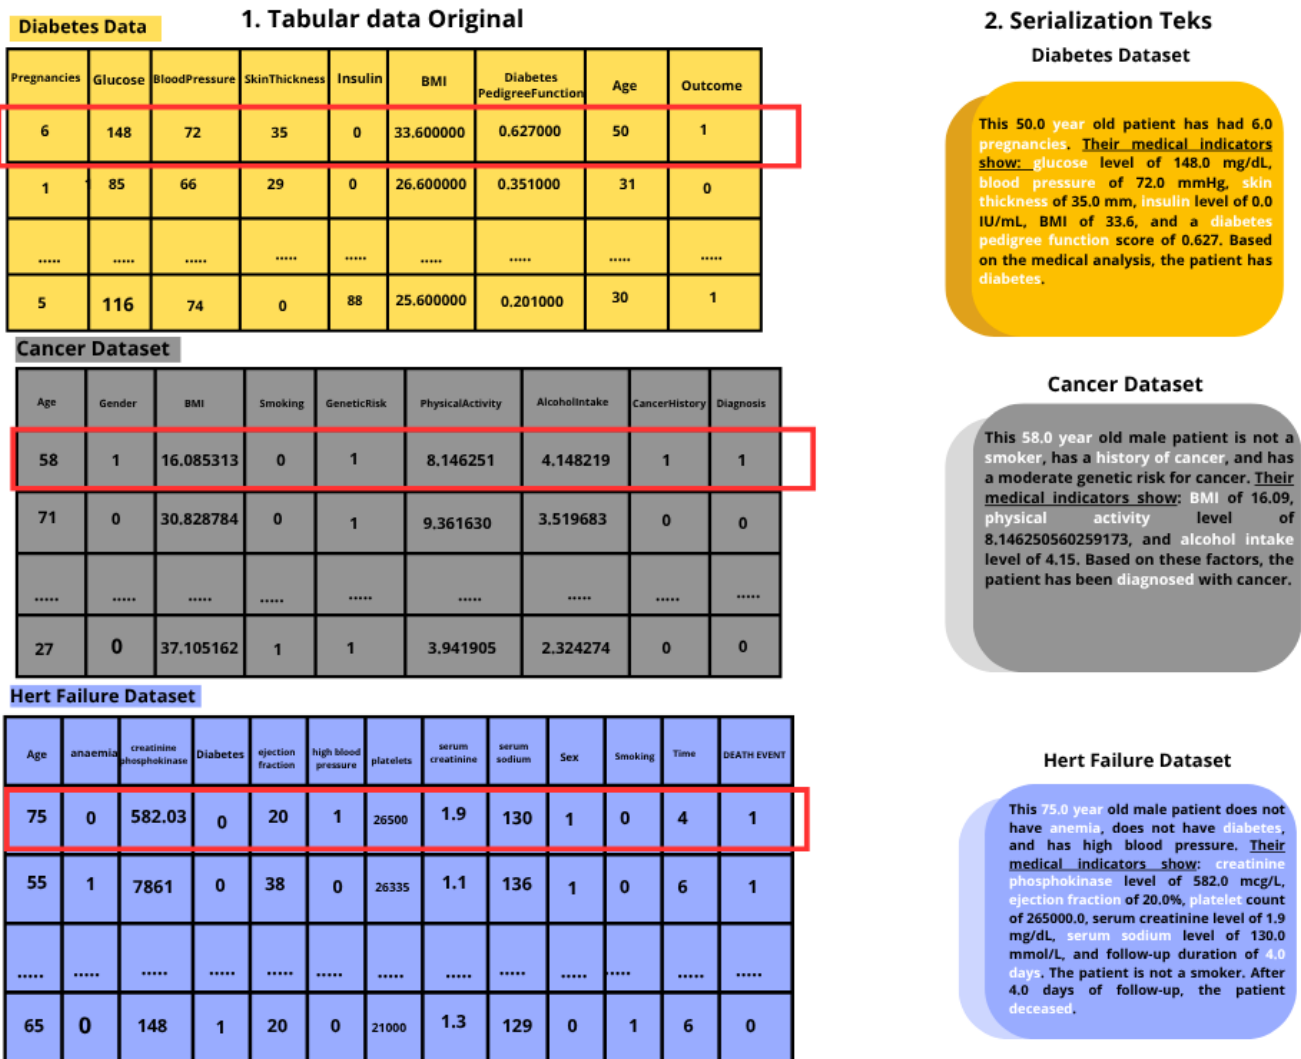 1. Tabular data Original
Diabetes Data
Pregnancies Glucose BloodPressure SkinThickness Insulin BMI Diabetes PedigreeFunction Age Outcome
6 148 72 35 0 33.600000 0.627000 50 1
1 85 66 29 0 26.600000 0.351000 31 0
..... ..... ..... ..... ..... ..... ..... ..... .....
5 116 74 0 88 25.600000 0.201000 30 1
Cancer Dataset
Age Gender BMI Smoking GeneticRisk PhysicalActivity AlcoholIntake CancerHistory Diagnosis
58 1 16.085313 0 1 8.146251 4.148219 1 1
71 0 30.828784 0 1 9.361630 3.519683 0 0
..... ..... ..... ..... ..... ..... ..... ..... .....
27 0 37.105162 1 1 3.941905 2.324274 0 0
Hert Failure Dataset
Age anaemia creatinine phosphokinase Diabetes ejection fraction high blood pressure platelets serum creatinine serum sodium Sex Smoking Time DEATH EVENT
75 0 582.03 0 20 1 26500 1.9 130 1 0 4 1
55 1 7861 0 38 0 26335 1.1 136 1 0 6 1
..... ..... ..... ..... ..... ..... ..... ..... ..... ..... ..... ..... .....
65 0 148 1 20 0 21000 1.3 129 0 1 6 0
2. Serialization Teks
Diabetes Dataset
This 50.0 year old patient has had 6.0
pregnancies. Their medical indicators
show: glucose level of 148.0 mg/dL,
blood pressure of 72.0 mmHg, skin
thickness of 35.0 mm, insulin level of 0.0
IU/mL, BMI of 33.6, and a diabetes
pedigree function score of 0.627. Based
on the medical analysis, the patient has
diabetes.
Cancer Dataset
This 58.0 year old male patient is not a
smoker, has a history of cancer, and has
a moderate genetic risk for cancer. Their
medical indicators show: BMI of 16.09,
physical activity level of
8.146250560259173, and alcohol intake
level of 4.15. Based on these factors, the
patient has been diagnosed with cancer.
Hert Failure Dataset
This 75.0 year old male patient does not
have anemia, does not have diabetes,
and has high blood pressure. Their
medical indicators show: creatinine
phosphokinase level of 582.0 mcg/L,
ejection fraction of 20.0%, platelet count
of 265000.0, serum creatinine level of 1.9
mg/dL, serum sodium level of 130.0
mmol/L, and follow-up duration of 4.0
days. The patient is not a smoker. After
4.0 days of follow-up, the patient
deceased.